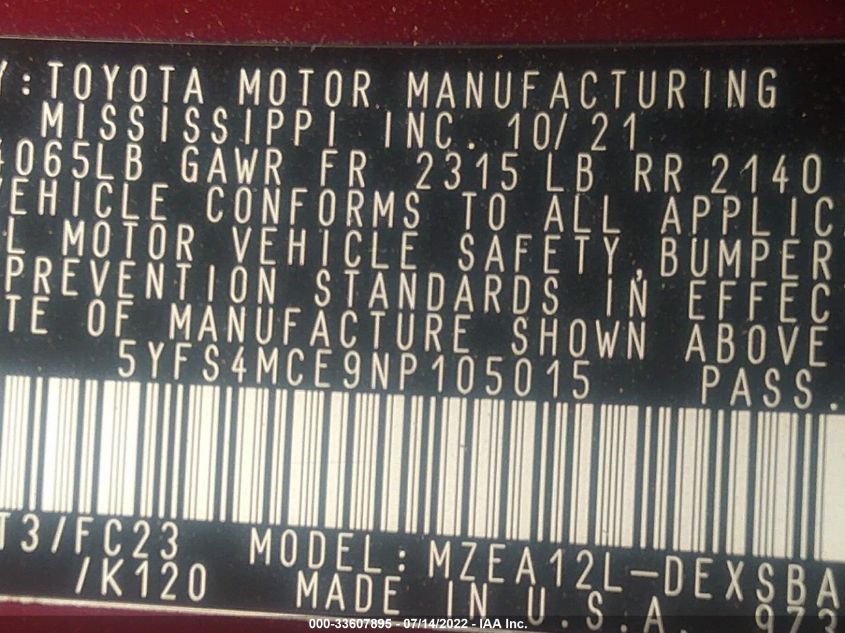 Y:TOYOTA MOTOR MANUFACTURING
MISSISSIPPI INC. 10/21
4065LB GAWR FR 2315 LB RR 2140
VEHICLE CONFORMS TO ALL APPLIC
L MOTOR VEHICLE SAFETY,BUMPER
PREVENTION STANDARDS IN EFFEC
TE OF MANUFACTURE SHOWN ABOVE
5YFS4MCE9NP105015 PASS.
T3/FC23 MODEL:MZEA12L-DEXSBA
/K120 MADE IN U.S.A. 973
000-33607895 - 07/14/2022 - IAA Inc.